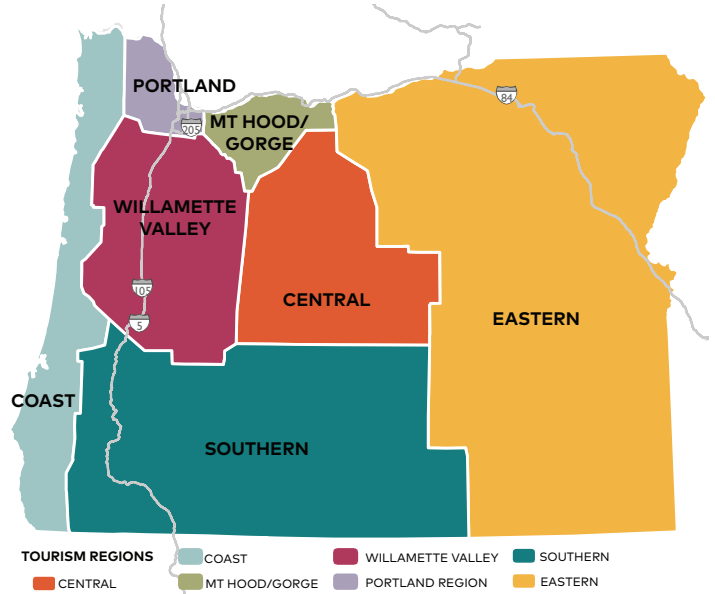 PORTLAND
84
205
MT HOOD/
GORGE
WILLAMETTE
VALLEY
105
CENTRAL
5
EASTERN
COAST
SOUTHERN
TOURISM REGIONS
COAST
WILLAMETTE VALLEY
SOUTHERN
CENTRAL
MT HOOD/GORGE
PORTLAND REGION
EASTERN